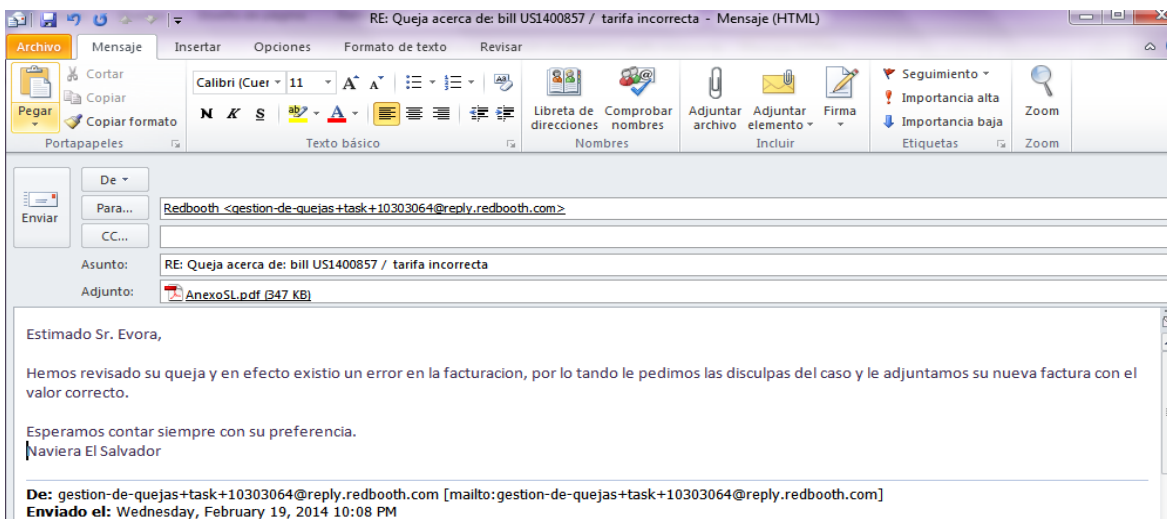 RE: Queja acerca de: bill US1400857 / tarifa incorrecta - Mensaje (HTML)
Archivo Mensaje Insertar Opciones Formato de texto Revisar
Pegar
Cortar
Copiar
Copiar formato
Portapapeles
Calibri (Cuer 11
N K S
Texto básico
Libreta de direcciones
Comprobar nombres
Nombres
Adjuntar archivo
Adjuntar elemento
Firma
Incluir
Seguimiento
Importancia alta
Importancia baja
Etiquetas
Zoom
Zoom
Enviar
De
Para... Redbooth <gestion-de-quejas+task+10303064@reply.redbooth.com>
CC...
Asunto: RE: Queja acerca de: bill US1400857 / tarifa incorrecta
Adjunto: AnexoSL.pdf (347 KB)
Estimado Sr. Evora,
Hemos revisado su queja y en efecto existio un error en la facturacion, por lo tando le pedimos las disculpas del caso y le adjuntamos su nueva factura con el
valor correcto.
Esperamos contar siempre con su preferencia.
Naviera El Salvador
De: gestion-de-quejas+task+10303064@reply.redbooth.com [mailto:gestion-de-quejas+task+10303064@reply.redbooth.com]
Enviado el: Wednesday, February 19, 2014 10:08 PM